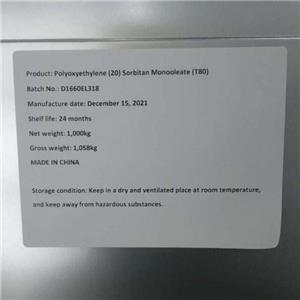 Product: Polyoxyethylene (20) Sorbitan Monooleate (T80)
Batch No.: D1660EL318
Manufacture date: December 15, 2021
Shelf life: 24 months
Net weight: 1,000kg
Gross weight: 1,058kg
MADE IN CHINA
Storage condition: Keep in a dry and ventilated place at room temperature,
and keep away from hazardous substances.